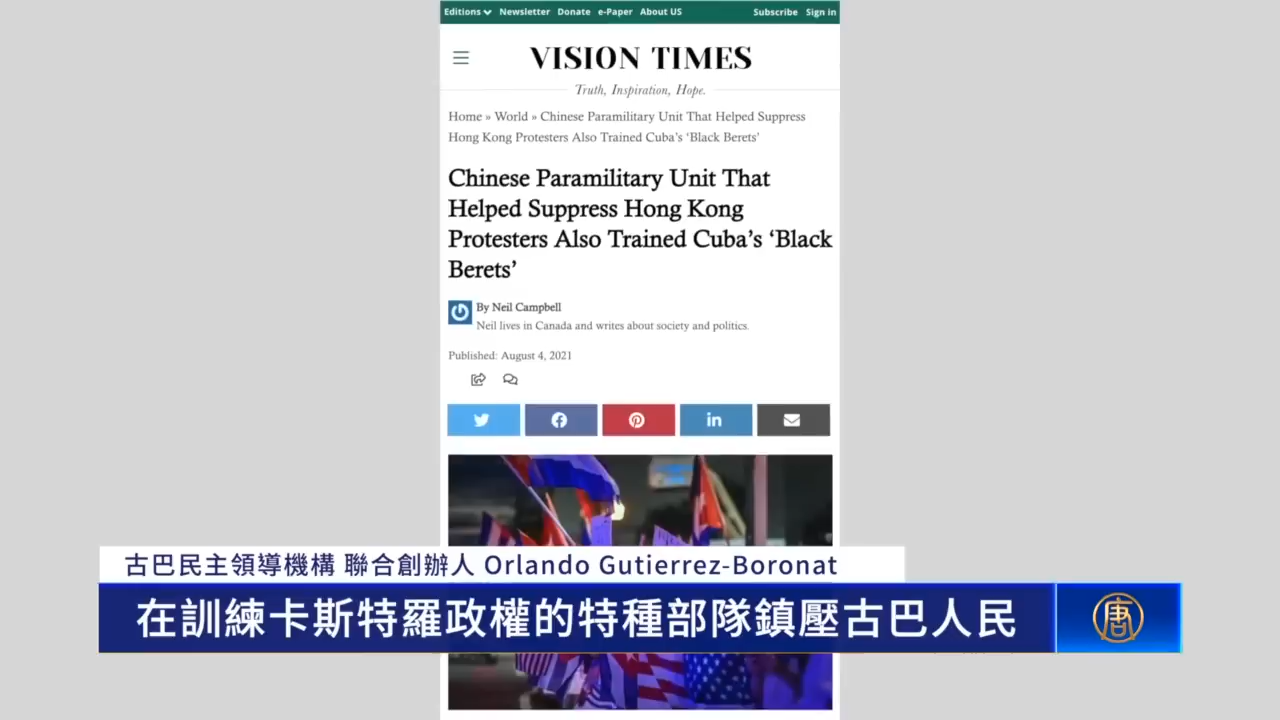 Editions Newsletter Donate e-Paper About US Subscribe Sign in
VISION TIMES
Truth, Inspiration, Hope.
Home » World » Chinese Paramilitary Unit That Helped Suppress
Hong Kong Protesters Also Trained Cuba’s ‘Black Berets’
Chinese Paramilitary Unit That
Helped Suppress Hong Kong
Protesters Also Trained Cuba’s ‘Black
Berets’
By Neil Campbell
Neil lives in Canada and writes about society and politics.
Published: August 4, 2021
古巴民主領導機構 聯合創辦人 Orlando Gutierrez-Boronat
在訓練卡斯特羅政權的特種部隊鎮壓古巴人民
唐